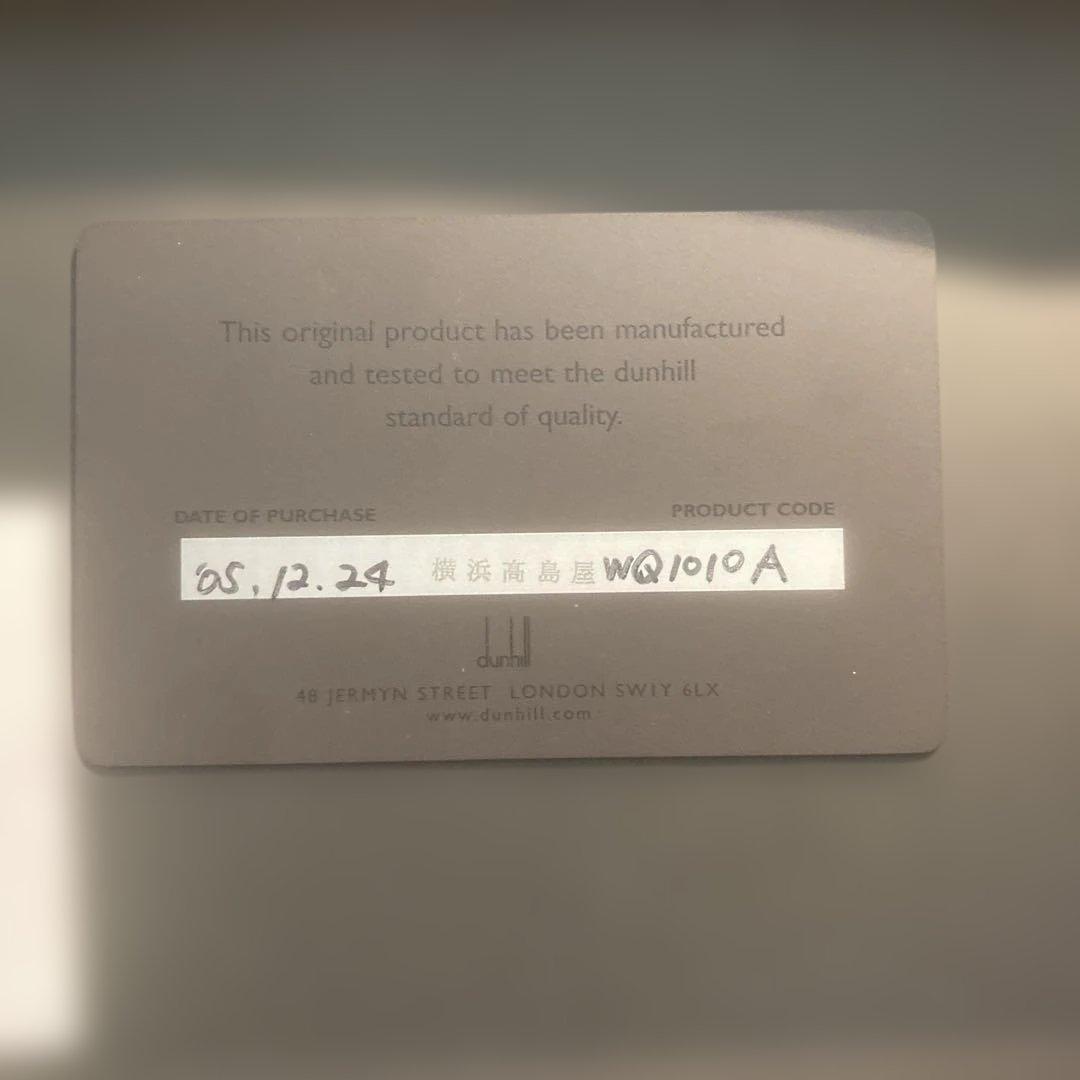 This original product has been manufactured
and tested to meet the dunhill
standard of quality.
DATE OF PURCHASE PRODUCT CODE
'05.12.24 横浜高島屋 WQ1010A
dunhill
48 JERMYN STREET LONDON SW1Y 6LX
www.dunhill.com